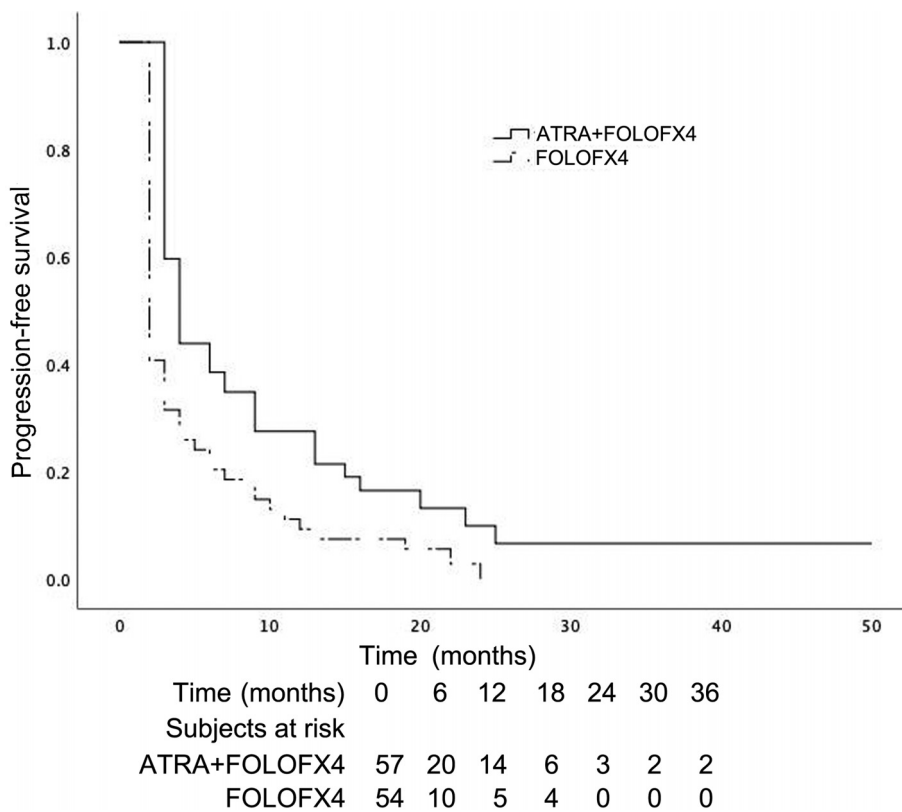 Progression-free survival
1.0
0.8
0.6
0.4
0.2
0.0
ATRA+FOLOFX4
FOLOFX4
0 10 20 30 40 50
Time (months)
Time (months) 0 6 12 18 24 30 36
Subjects at risk
ATRA+FOLOFX4 57 20 14 6 3 2 2
FOLOFX4 54 10 5 4 0 0 0